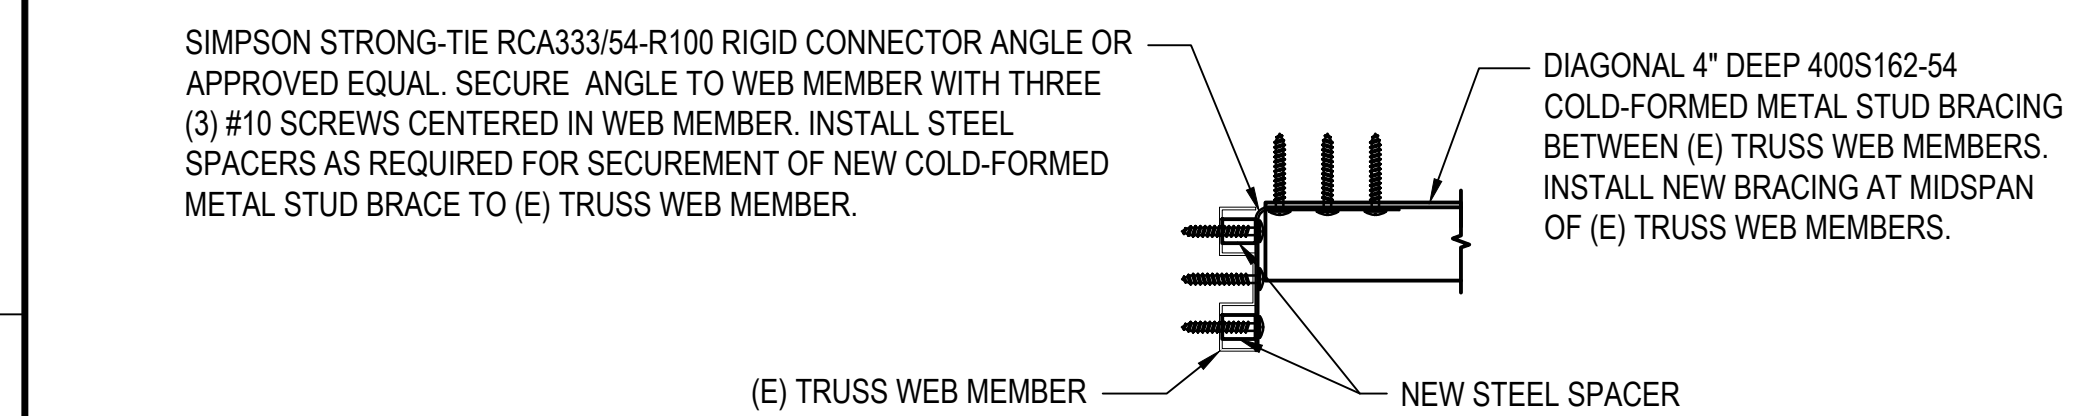 SIMPSON STRONG-TIE RCA333/54-R100 RIGID CONNECTOR ANGLE OR
APPROVED EQUAL. SECURE ANGLE TO WEB MEMBER WITH THREE
(3) #10 SCREWS CENTERED IN WEB MEMBER. INSTALL STEEL
SPACERS AS REQUIRED FOR SECUREMENT OF NEW COLD-FORMED
METAL STUD BRACE TO (E) TRUSS WEB MEMBER.
DIAGONAL 4" DEEP 400S162-54
COLD-FORMED METAL STUD BRACING
BETWEEN (E) TRUSS WEB MEMBERS.
INSTALL NEW BRACING AT MIDSPAN
OF (E) TRUSS WEB MEMBERS.
(E) TRUSS WEB MEMBER
NEW STEEL SPACER